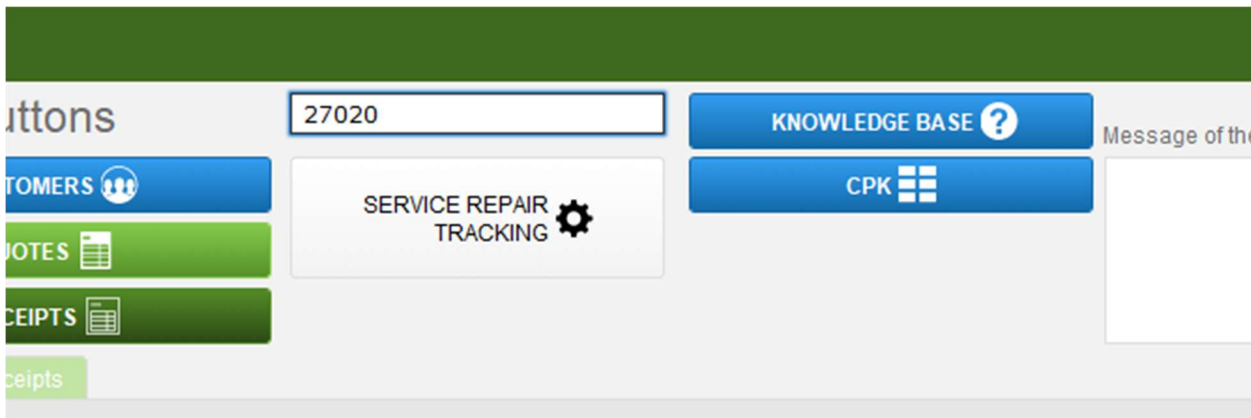 uttons
27020
KNOWLEDGE BASE ?
Message of the
TOMERS
SERVICE REPAIR
TRACKING
CPK
UOTES
CEIPTS
ceipts